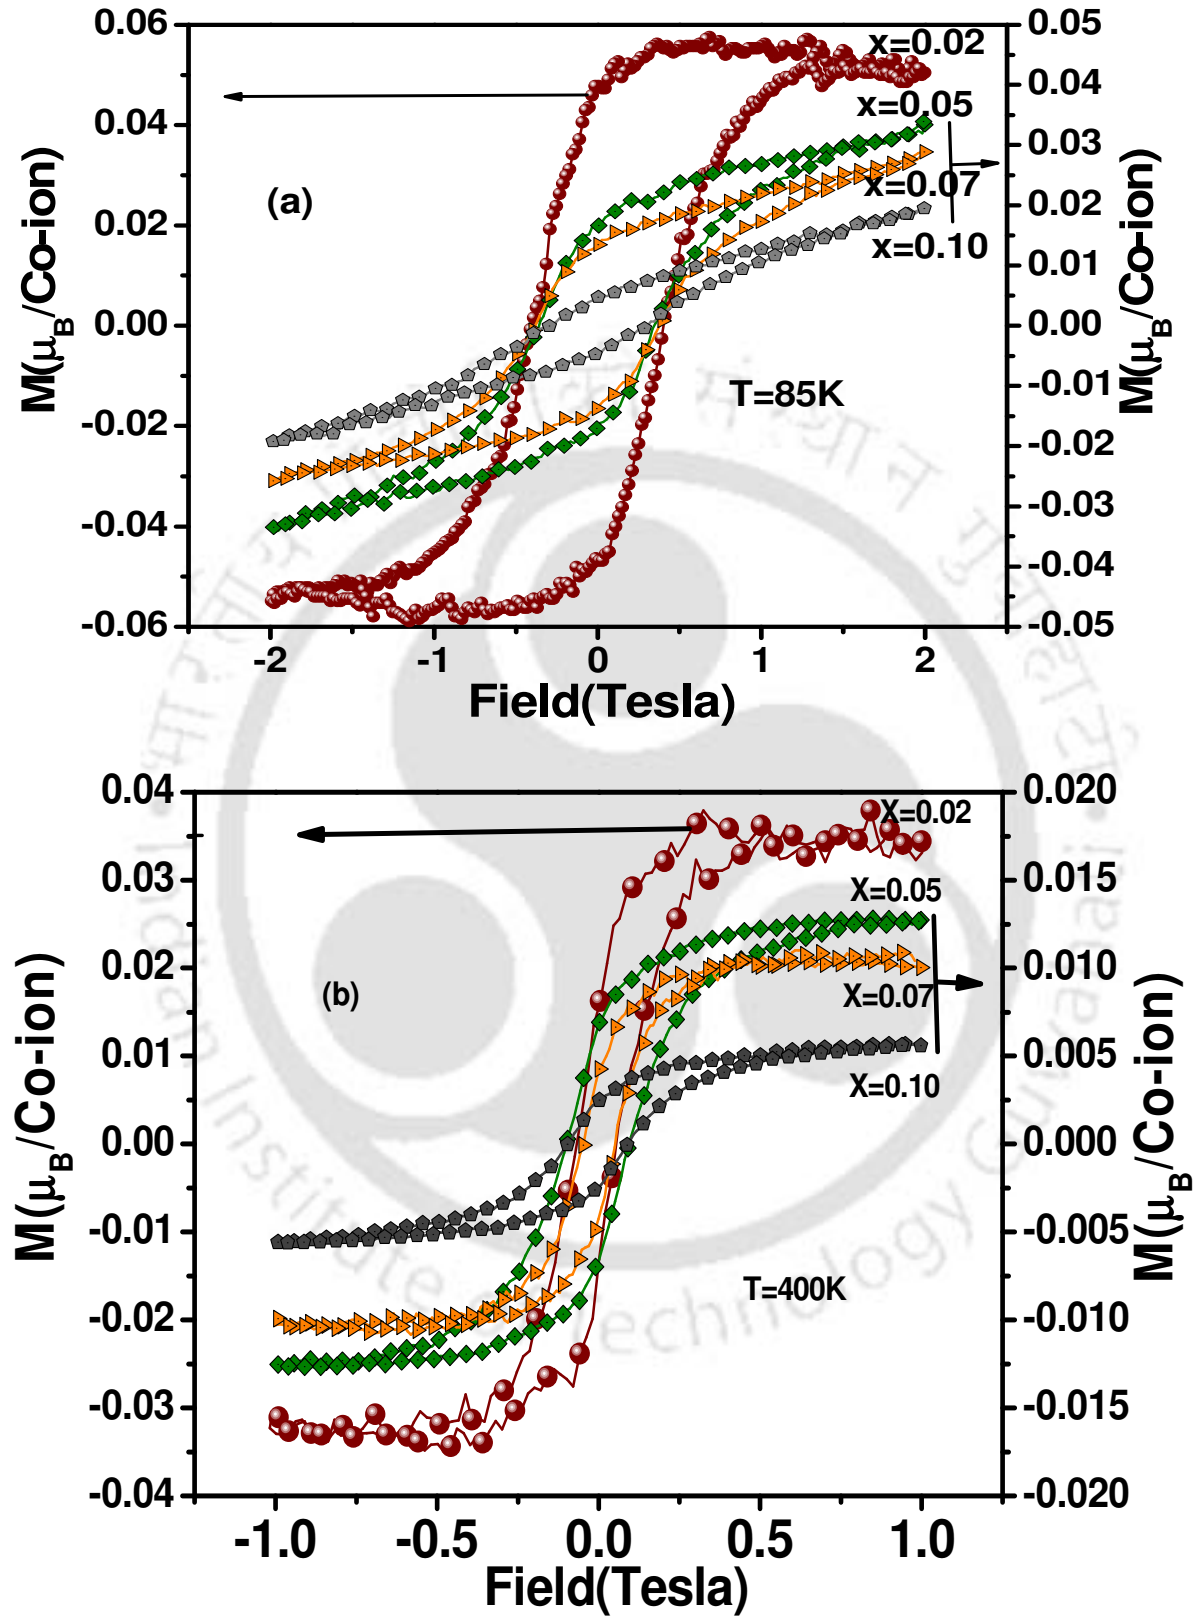 0.06
0.04
0.02
0.00
-0.02
-0.04
-0.06
M(μB/Co-ion)
0.05
0.04
0.03
0.02
0.01
0.00
-0.01
-0.02
-0.03
-0.04
-0.05
M(μB/Co-ion)
x=0.02
x=0.05
x=0.07
x=0.10
(a)
T=85K
-2 -1 0 1 2
Field(Tesla)
0.04
0.03
0.02
0.01
0.00
-0.01
-0.02
-0.03
-0.04
M(μB/Co-ion)
0.020
0.015
0.010
0.005
0.000
-0.005
-0.010
-0.015
-0.020
M(μB/Co-ion)
X=0.02
X=0.05
X=0.07
X=0.10
(b)
T=400K
-1.0 -0.5 0.0 0.5 1.0
Field(Tesla)
Indian Institute of Technology Guwahati